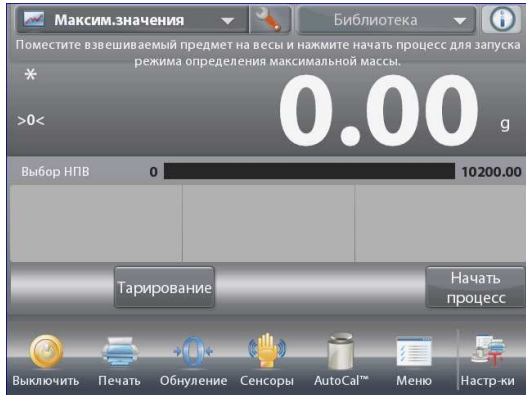 Максим.значения Библиотека
Поместите взвешиваемый предмет на весы и нажмите начать процесс для запуска
режима определения максимальной массы.
*
>0< 0.00 g
Выбор НПВ 0 10200.00
Тарирование Начать
процесс
Выключить Печать Обнуление Сенсоры AutoCal™ Меню Настр-ки